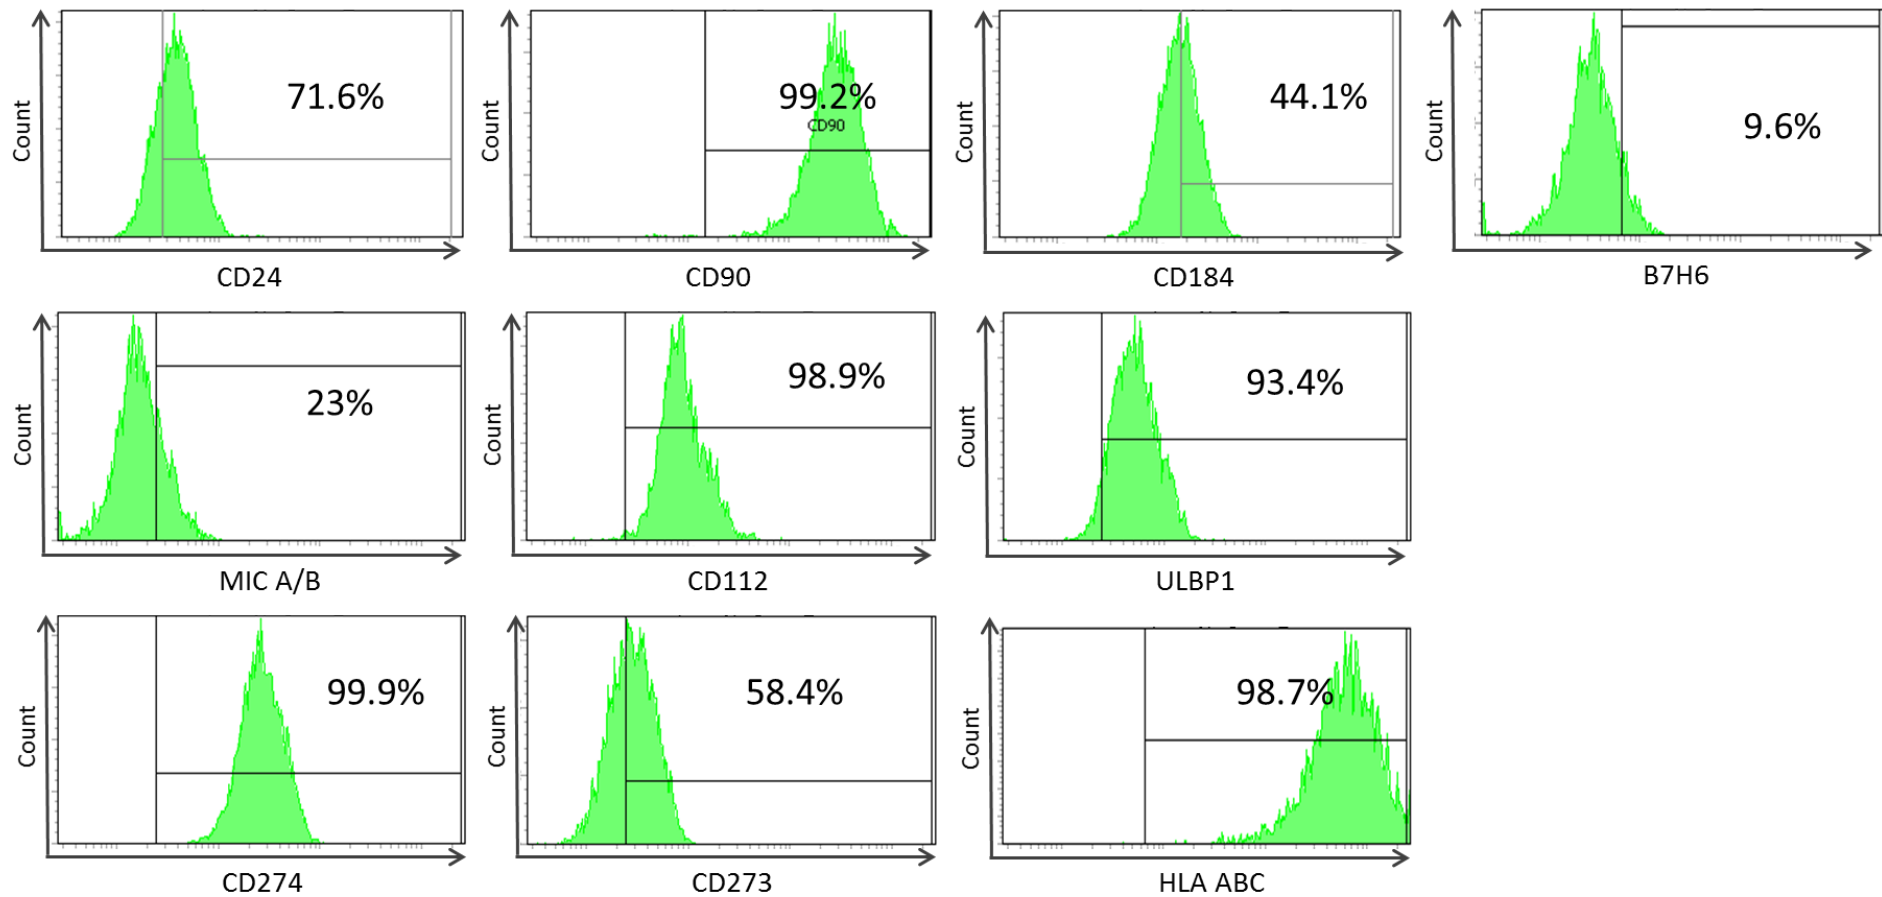 Count
71.6%
CD24
Count
99.2%
CD90
CD90
Count
44.1%
CD184
Count
9.6%
B7H6
Count
23%
MIC A/B
Count
98.9%
CD112
Count
93.4%
ULBP1
Count
99.9%
CD274
Count
58.4%
CD273
Count
98.7%
HLA ABC